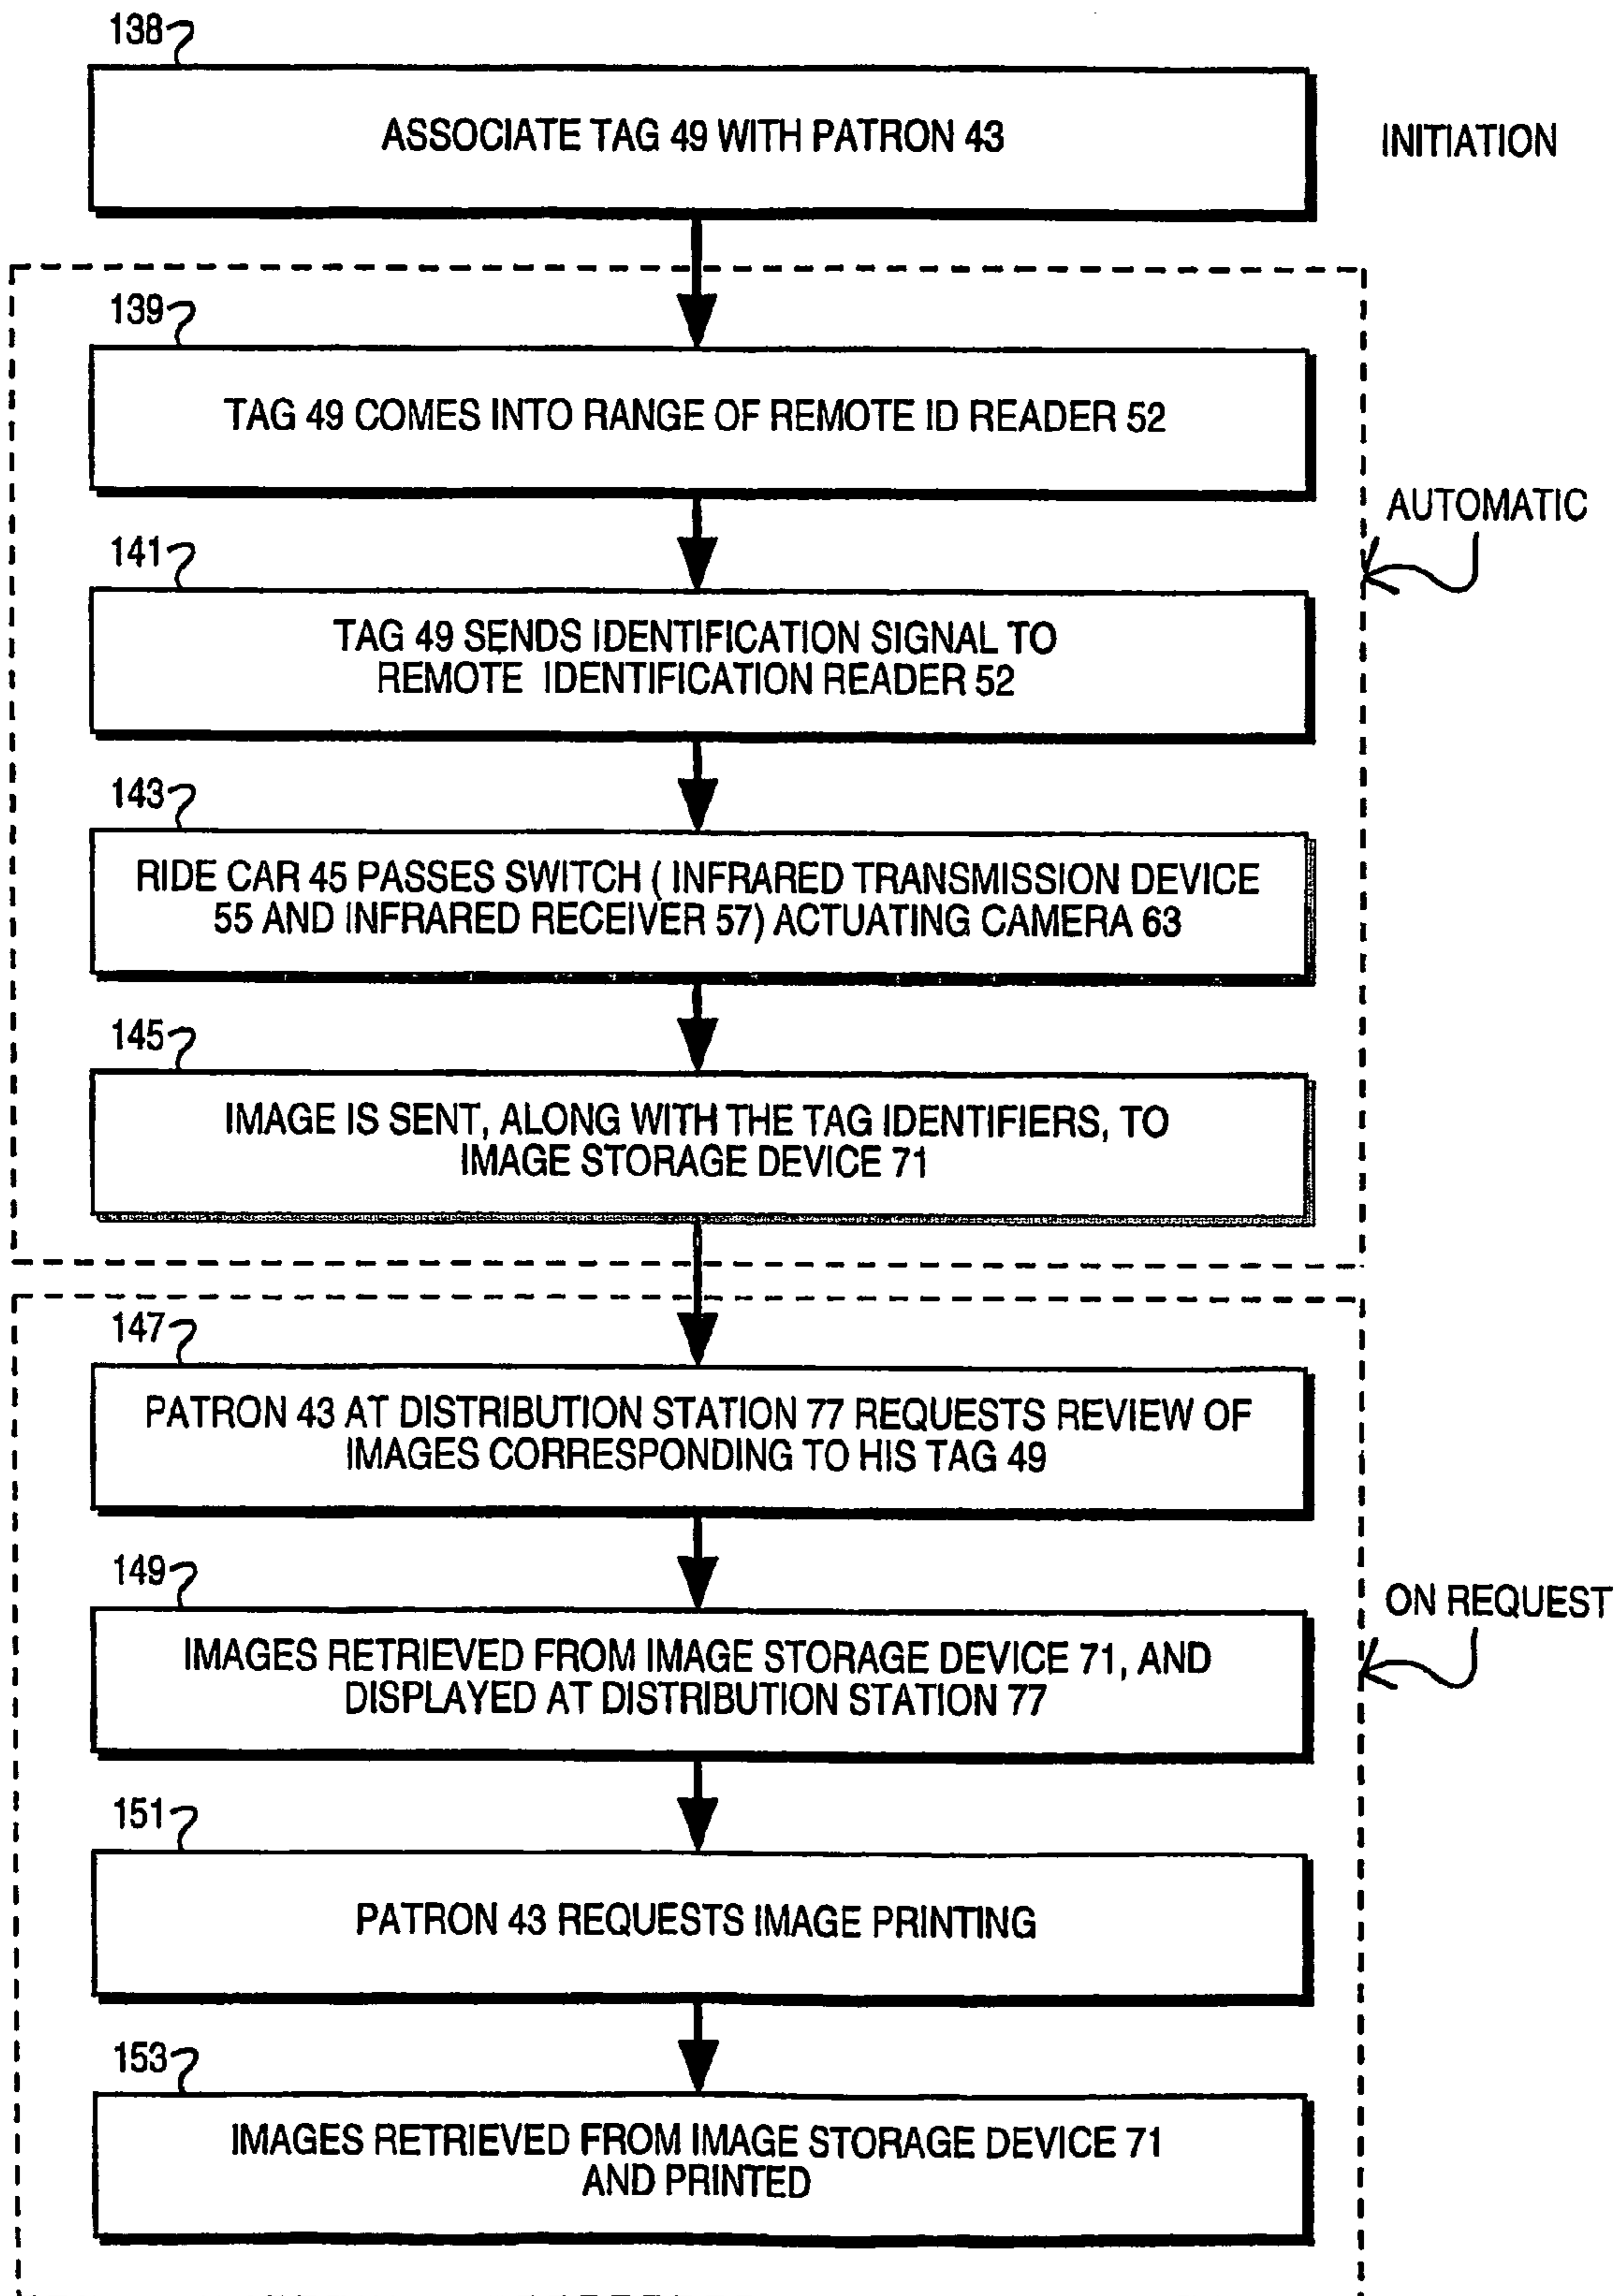 138
ASSOCIATE TAG 49 WITH PATRON 43
INITIATION
139
TAG 49 COMES INTO RANGE OF REMOTE ID READER 52
AUTOMATIC
141
TAG 49 SENDS IDENTIFICATION SIGNAL TO
REMOTE IDENTIFICATION READER 52
143
RIDE CAR 45 PASSES SWITCH ( INFRARED TRANSMISSION DEVICE
55 AND INFRARED RECEIVER 57) ACTUATING CAMERA 63
145
IMAGE IS SENT, ALONG WITH THE TAG IDENTIFIERS, TO
IMAGE STORAGE DEVICE 71
147
PATRON 43 AT DISTRIBUTION STATION 77 REQUESTS REVIEW OF
IMAGES CORRESPONDING TO HIS TAG 49
149
IMAGES RETRIEVED FROM IMAGE STORAGE DEVICE 71, AND
DISPLAYED AT DISTRIBUTION STATION 77
ON REQUEST
151
PATRON 43 REQUESTS IMAGE PRINTING
153
IMAGES RETRIEVED FROM IMAGE STORAGE DEVICE 71
AND PRINTED